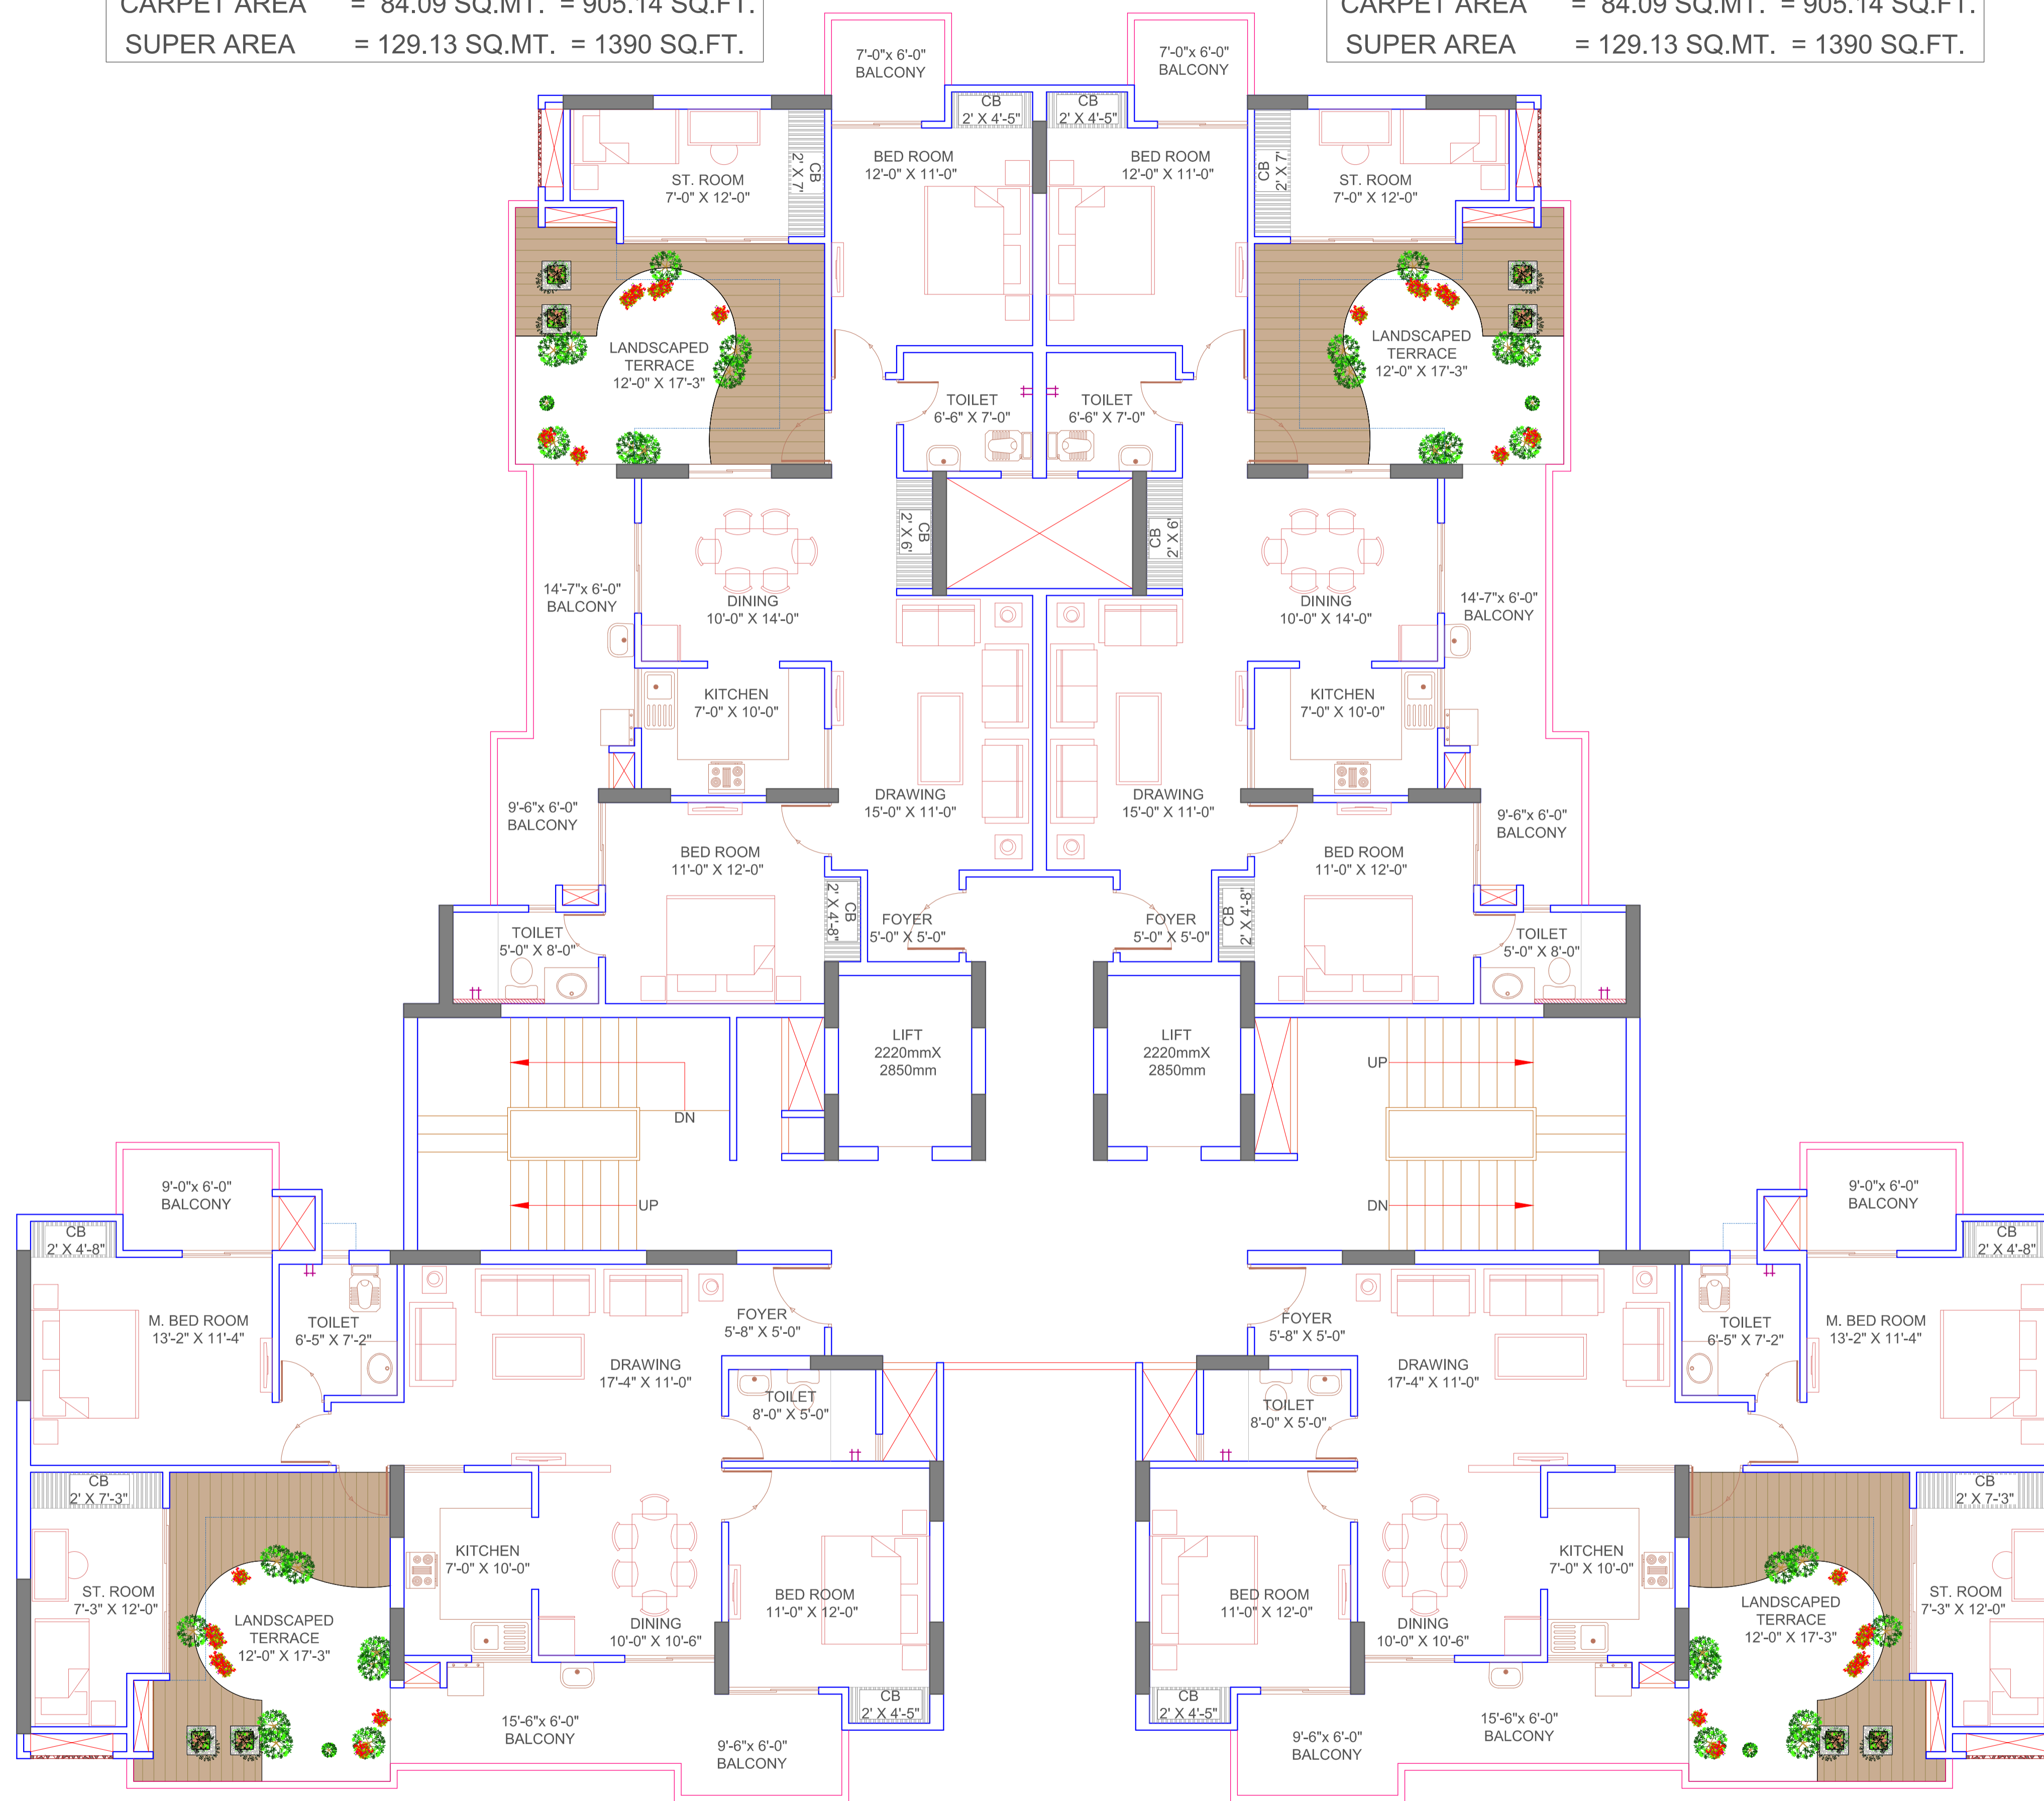 CARPET AREA = 84.09 SQ.MT. = 905.14 SQ.FT.
SUPER AREA = 129.13 SQ.MT. = 1390 SQ.FT.
CARPET AREA = 84.09 SQ.MT. = 905.14 SQ.FT.
SUPER AREA = 129.13 SQ.MT. = 1390 SQ.FT.
7'-0"x 6'-0"
BALCONY
7'-0"x 6'-0"
BALCONY
CB
2' X 4'-5"
CB
2' X 4'-5"
ST. ROOM
7'-0" X 12'-0"
CB
2' X 7'
BED ROOM
12'-0" X 11'-0"
BED ROOM
12'-0" X 11'-0"
CB
2' X 7'
ST. ROOM
7'-0" X 12'-0"
LANDSCAPED
TERRACE
12'-0" X 17'-3"
TOILET
6'-6" X 7'-0"
TOILET
6'-6" X 7'-0"
LANDSCAPED
TERRACE
12'-0" X 17'-3"
CB
2' X 6'
CB
2' X 6'
14'-7"x 6'-0"
BALCONY
DINING
10'-0" X 14'-0"
DINING
10'-0" X 14'-0"
14'-7"x 6'-0"
BALCONY
KITCHEN
7'-0" X 10'-0"
KITCHEN
7'-0" X 10'-0"
9'-6"x 6'-0"
BALCONY
DRAWING
15'-0" X 11'-0"
DRAWING
15'-0" X 11'-0"
9'-6"x 6'-0"
BALCONY
BED ROOM
11'-0" X 12'-0"
BED ROOM
11'-0" X 12'-0"
TOILET
5'-0" X 8'-0"
CB
2' X 4'-8"
FOYER
5'-0" X 5'-0"
FOYER
5'-0" X 5'-0"
CB
2' X 4'-8"
TOILET
5'-0" X 8'-0"
LIFT
2220mmX
2850mm
LIFT
2220mmX
2850mm
DN
UP
UP
DN
9'-0"x 6'-0"
BALCONY
9'-0"x 6'-0"
BALCONY
CB
2' X 4'-8"
CB
2' X 4'-8"
M. BED ROOM
13'-2" X 11'-4"
TOILET
6'-5" X 7'-2"
FOYER
5'-8" X 5'-0"
FOYER
5'-8" X 5'-0"
TOILET
6'-5" X 7'-2"
M. BED ROOM
13'-2" X 11'-4"
DRAWING
17'-4" X 11'-0"
TOILET
8'-0" X 5'-0"
TOILET
8'-0" X 5'-0"
DRAWING
17'-4" X 11'-0"
CB
2' X 7'-3"
CB
2' X 7-'3"
ST. ROOM
7'-3" X 12'-0"
KITCHEN
7'-0" X 10'-0"
BED ROOM
11'-0" X 12'-0"
BED ROOM
11'-0" X 12'-0"
KITCHEN
7'-0" X 10'-0"
ST. ROOM
7'-3" X 12'-0"
LANDSCAPED
TERRACE
12'-0" X 17'-3"
DINING
10'-0" X 10'-6"
DINING
10'-0" X 10'-6"
LANDSCAPED
TERRACE
12'-0" X 17'-3"
CB
2' X 4'-5"
CB
2' X 4'-5"
15'-6"x 6'-0"
BALCONY
9'-6"x 6'-0"
BALCONY
9'-6"x 6'-0"
BALCONY
15'-6"x 6'-0"
BALCONY